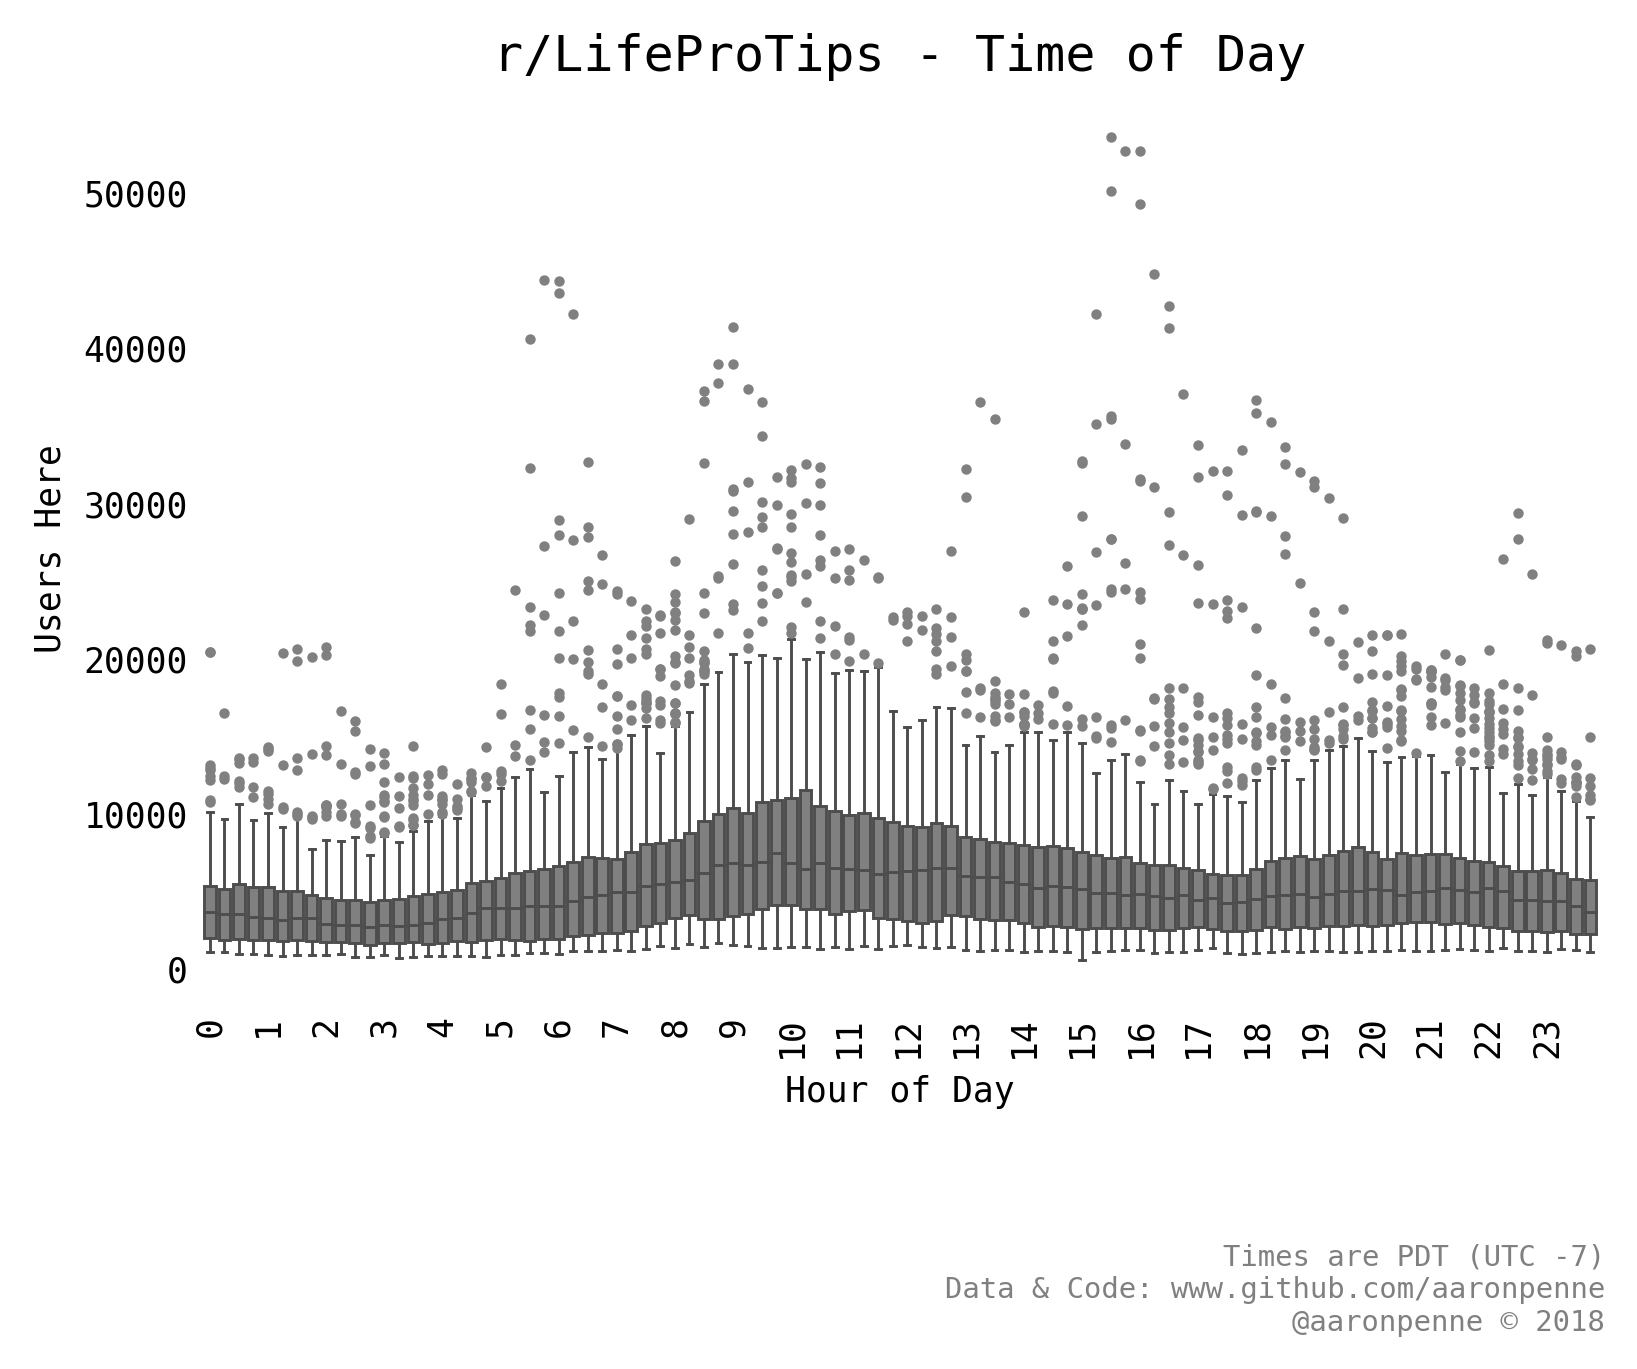 r/LifeProTips - Time of Day
50000
40000
30000
20000
10000
0
Users Here
0 1 2 3 4 5 6 7 8 9 10 11 12 13 14 15 16 17 18 19 20 21 22 23
Hour of Day
Times are PDT (UTC -7)
Data & Code: www.github.com/aaronpenne
@aaronpenne © 2018